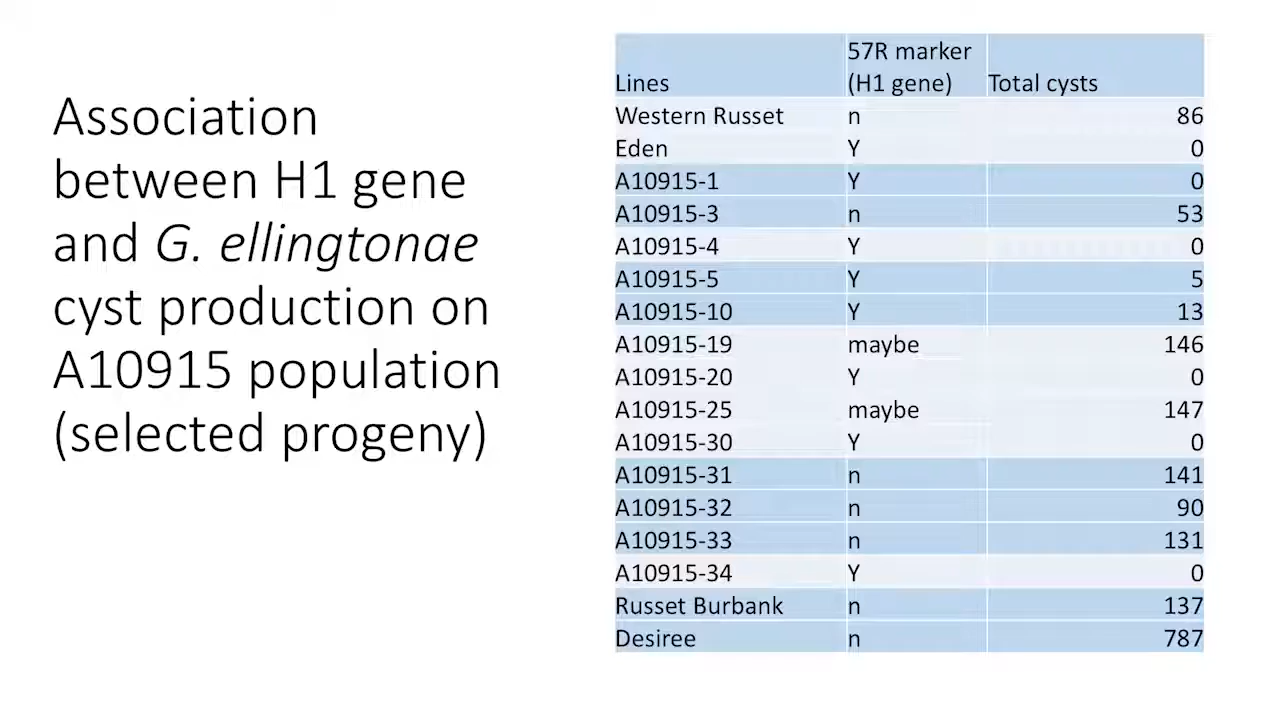 Association
between H1 gene
and G. ellingtonae
cyst production on
A10915 population
(selected progeny)
Lines 57R marker (H1 gene) Total cysts
Western Russet n 86
Eden Y 0
A10915-1 Y 0
A10915-3 n 53
A10915-4 Y 0
A10915-5 Y 5
A10915-10 Y 13
A10915-19 maybe 146
A10915-20 Y 0
A10915-25 maybe 147
A10915-30 Y 0
A10915-31 n 141
A10915-32 n 90
A10915-33 n 131
A10915-34 Y 0
Russet Burbank n 137
Desiree n 787